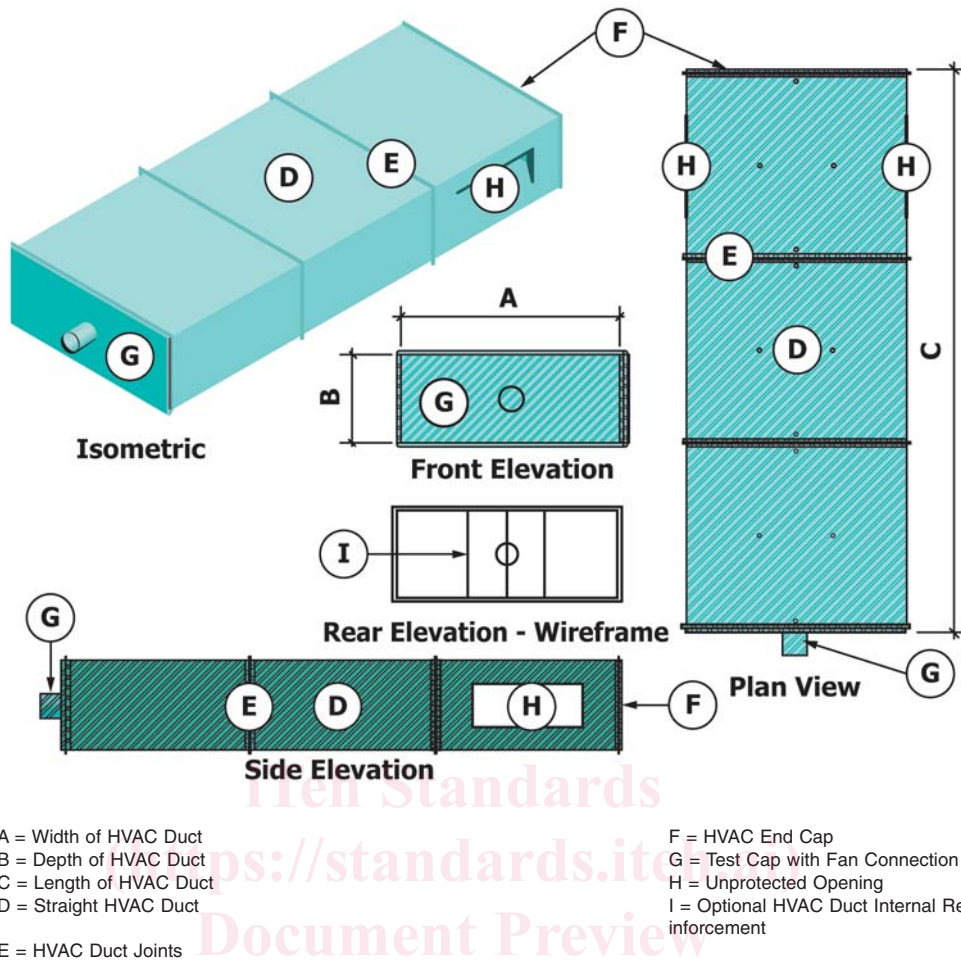 F
D
E
H
G
Isometric
A
B
G
Front Elevation
I
Rear Elevation - Wireframe
G
E
D
H
F
Side Elevation
H
H
E
D
C
G
Plan View
iTeh Standards
(https://standards.iteh.ai)
Document Preview
A = Width of HVAC Duct
B = Depth of HVAC Duct
C = Length of HVAC Duct
D = Straight HVAC Duct
E = HVAC Duct Joints
F = HVAC End Cap
G = Test Cap with Fan Connection
H = Unprotected Opening
I = Optional HVAC Duct Internal Re
inforcement